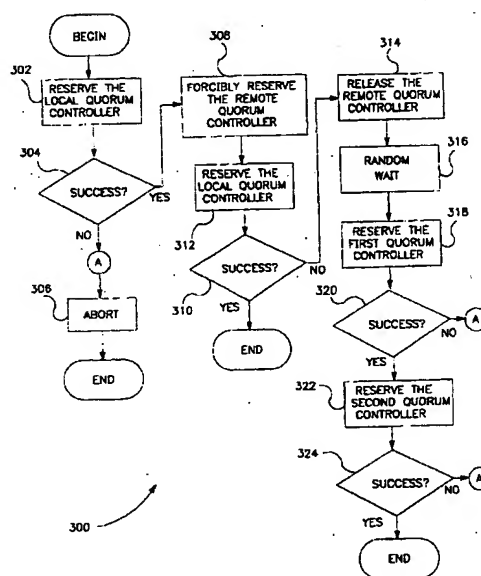 BEGIN
302
RESERVE THE
LOCAL QUORUM
CONTROLLER
304
SUCCESS?
YES
NO
A
306
ABORT
END
308
FORCIBLY RESERVE
THE REMOTE
QUORUM
CONTROLLER
RESERVE THE
LOCAL QUORUM
CONTROLLER
312
SUCCESS?
NO
310
YES
END
314
RELEASE THE
REMOTE QUORUM
CONTROLLER
RANDOM
WAIT
316
318
RESERVE THE
FIRST QUORUM
CONTROLLER
320
SUCCESS?
NO
A
YES
322
RESERVE THE
SECOND QUORUM
CONTROLLER
324
SUCCESS?
NO
A
YES
END
300